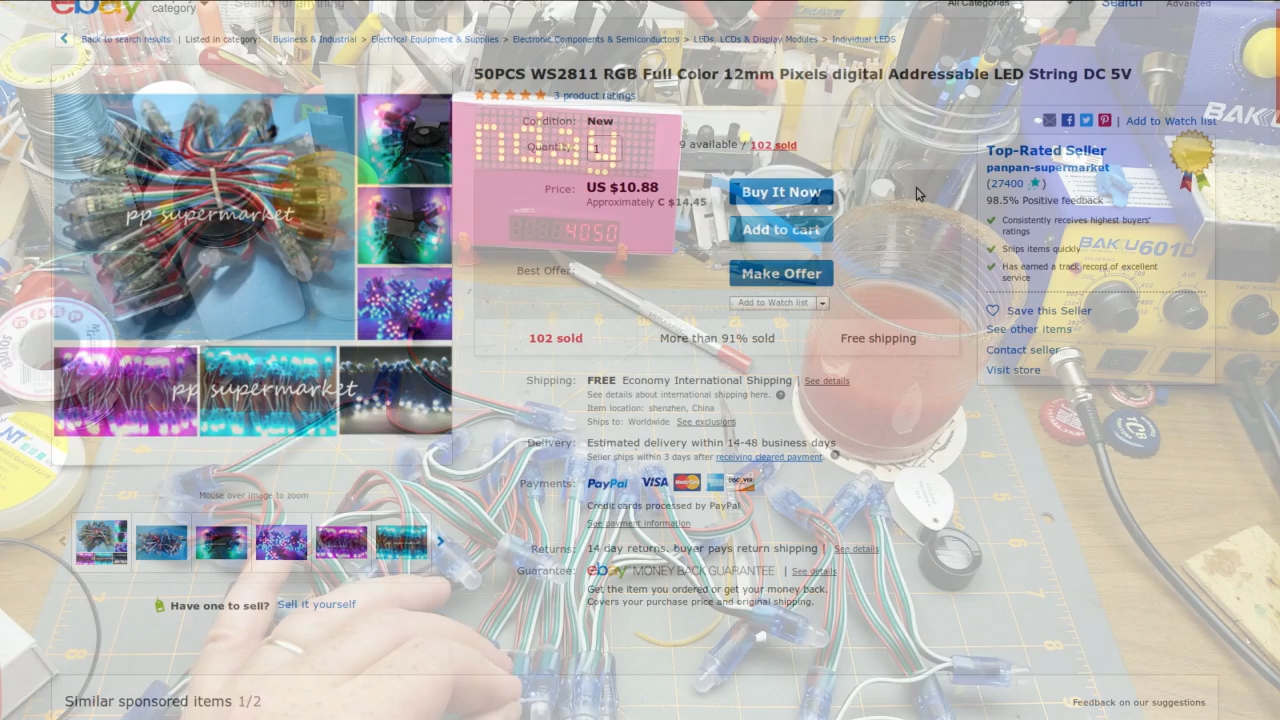 ebay
category
Search for anything
All Categories
Search
Advanced
Back to search results | Listed in category: Business & Industrial > Electrical Equipment & Supplies > Electronic Components & Semiconductors > LEDs, LCDs & Display Modules > Individual LEDS
50PCS WS2811 RGB Full Color 12mm Pixels digital Addressable LED String DC 5V
3 product ratings
| Add to Watch list
Condition: New
Quantity: 1
9 available / 102 sold
Price: US $10.88
Approximately C $14.45
Buy It Now
Add to cart
Best Offer:
Make Offer
Add to Watch list
102 sold
More than 91% sold
Free shipping
Shipping: FREE Economy International Shipping | See details
See details about international shipping here.
Item location: shenzhen, China
Ships to: Worldwide See exclusions
Delivery: Estimated delivery within 14-48 business days
Seller ships within 3 days after receiving cleared payment.
Payments: PayPal VISA MasterCard DISCOVER
Credit cards processed by PayPal
See payment information
Returns: 14 day returns, buyer pays return shipping | See details
Guarantee: ebay MONEY BACK GUARANTEE | See details
Get the item you ordered or get your money back.
Covers your purchase price and original shipping.
Top-Rated Seller
panpan-supermarket
(27400)
98.5% Positive feedback
Consistently receives highest buyers'
ratings
Ships items quickly
Has earned a track record of excellent
service
Save this Seller
See other items
Contact seller
Visit store
pp supermarket
pp supermarket
Mouse over image to zoom
Have one to sell? Sell it yourself
Similar sponsored items 1/2
Feedback on our suggestions
nday
4050
BAKU
BAKU 601D
AIR
TCB